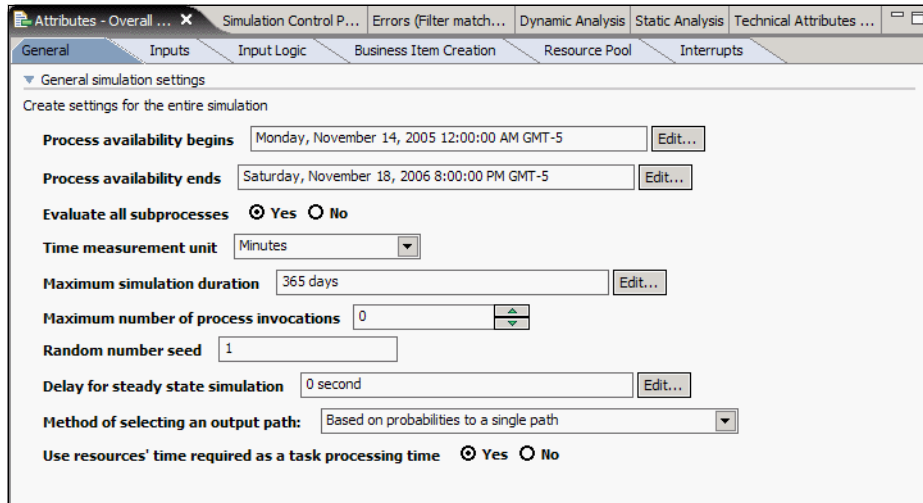 Attributes - Overall ... Simulation Control P... Errors (Filter match... Dynamic Analysis Static Analysis Technical Attributes ...
General Inputs Input Logic Business Item Creation Resource Pool Interrupts
General simulation settings
Create settings for the entire simulation
Process availability begins Monday, November 14, 2005 12:00:00 AM GMT-5 Edit...
Process availability ends Saturday, November 18, 2006 8:00:00 PM GMT-5 Edit...
Evaluate all subprocesses Yes No
Time measurement unit Minutes
Maximum simulation duration 365 days Edit...
Maximum number of process invocations 0
Random number seed 1
Delay for steady state simulation 0 second Edit...
Method of selecting an output path: Based on probabilities to a single path
Use resources' time required as a task processing time Yes No